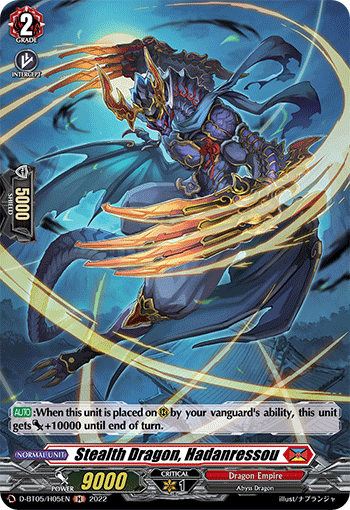 2
GRADE
INTERCEPT
5000
SHIELD
AUTO:When this unit is placed on R by your vanguard's ability, this unit
gets +10000 until end of turn.
NORMAL UNIT
Stealth Dragon, Hadanressou
POWER 9000
CRITICAL
1
Dragon Empire
Abyss Dragon
D-BT05/H05EN H 2022
illust/ナブランジャ